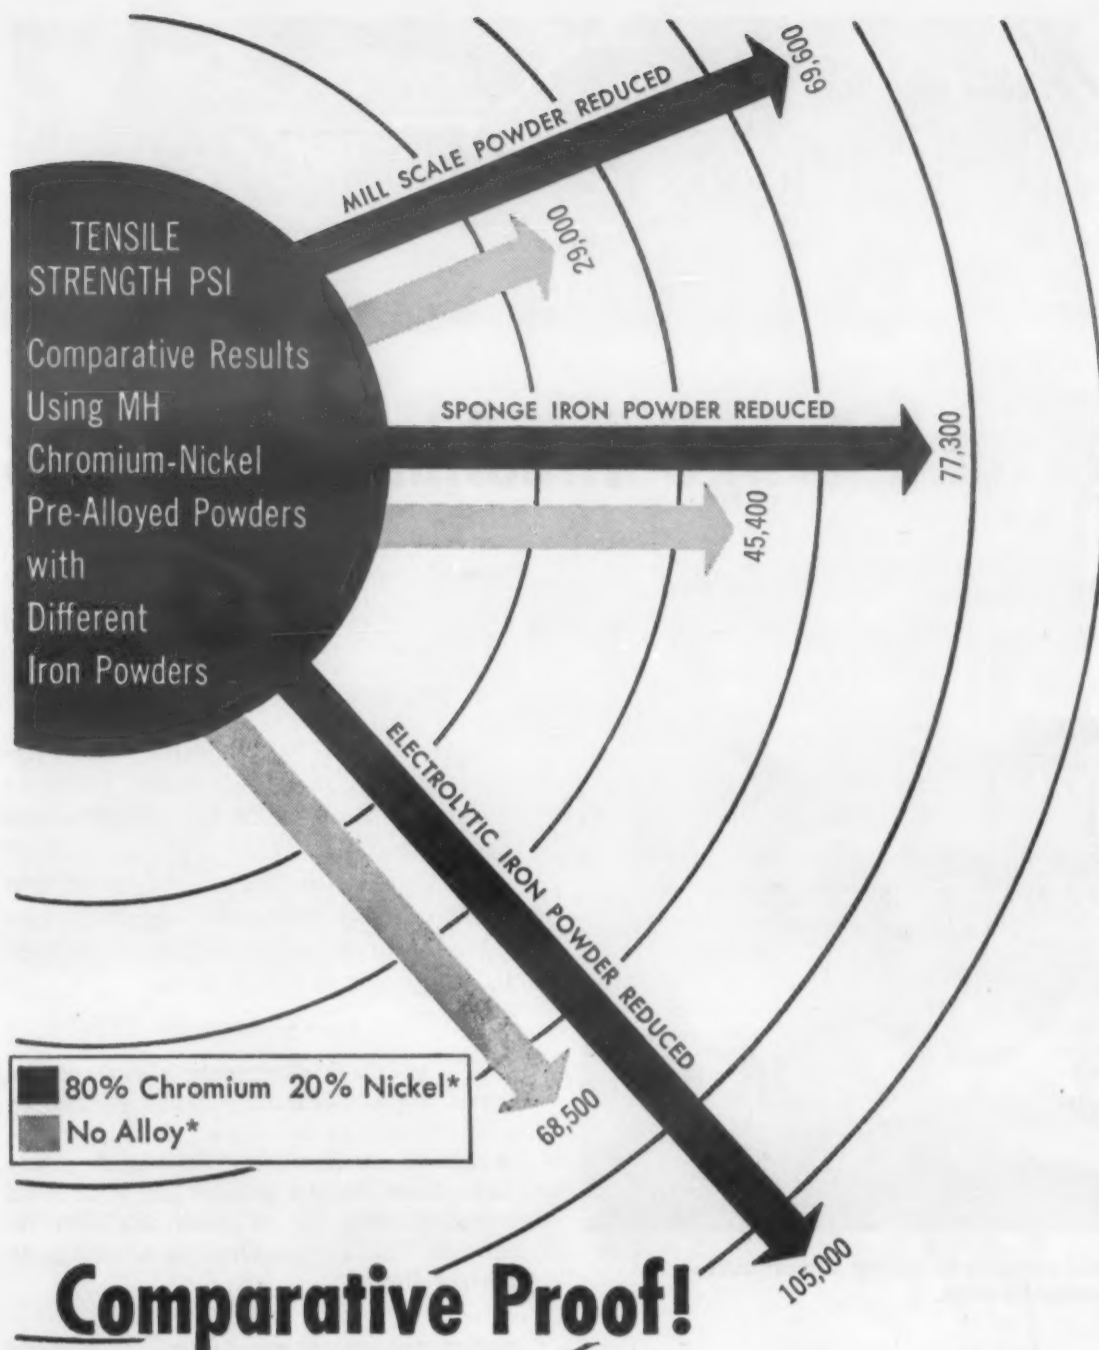 TENSILE
STRENGTH PSI
Comparative Results
Using MH
Chromium-Nickel
Pre-Alloyed Powders
with
Different
Iron Powders
MILL SCALE POWDER REDUCED
69,600
29,000
SPONGE IRON POWDER REDUCED
77,300
45,400
ELECTROLYTIC IRON POWDER REDUCED
105,000
68,500
80% Chromium 20% Nickel*
No Alloy*
Comparative Proof!